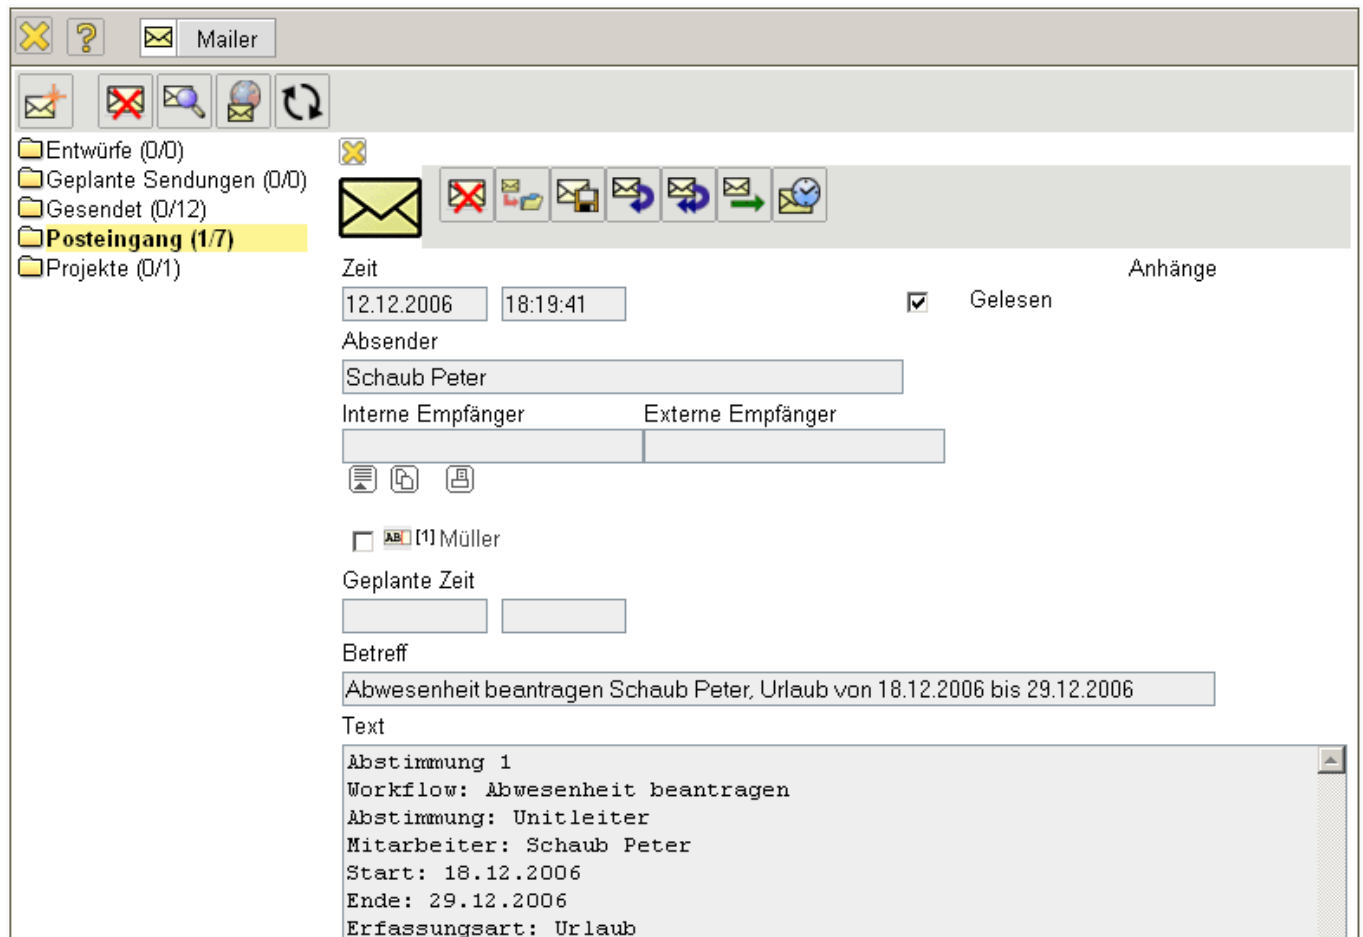 Mailer
Entwürfe (0/0)
Geplante Sendungen (0/0)
Gesendet (0/12)
Posteingang (1/7)
Projekte (0/1)
Zeit
Anhänge
12.12.2006 18:19:41
Gelesen
Absender
Schaub Peter
Interne Empfänger Externe Empfänger
AB [1] Müller
Geplante Zeit
Betreff
Abwesenheit beantragen Schaub Peter, Urlaub von 18.12.2006 bis 29.12.2006
Text
Abstimmung 1
Workflow: Abwesenheit beantragen
Abstimmung: Unitleiter
Mitarbeiter: Schaub Peter
Start: 18.12.2006
Ende: 29.12.2006
Erfassungsart: Urlaub